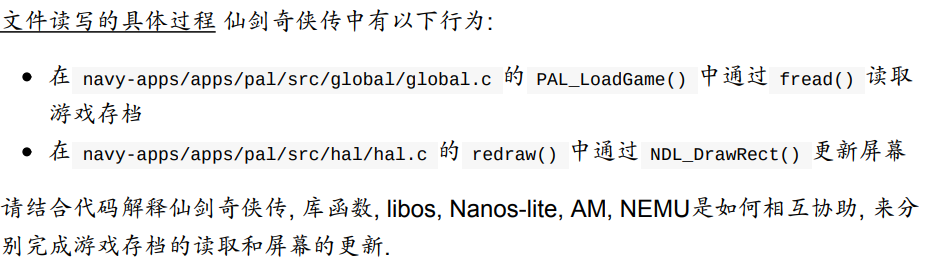 文件读写的具体过程 仙剑奇侠传中有以下行为:
• 在 navy-apps/apps/pal/src/global/global.c 的 PAL_LoadGame() 中通过 fread() 读取
游戏存档
• 在 navy-apps/apps/pal/src/hal/hal.c 的 redraw() 中通过 NDL_DrawRect() 更新屏幕
请结合代码解释仙剑奇侠传, 库函数, libos, Nanos-lite, AM, NEMU是如何相互协助, 来分
别完成游戏存档的读取和屏幕的更新.